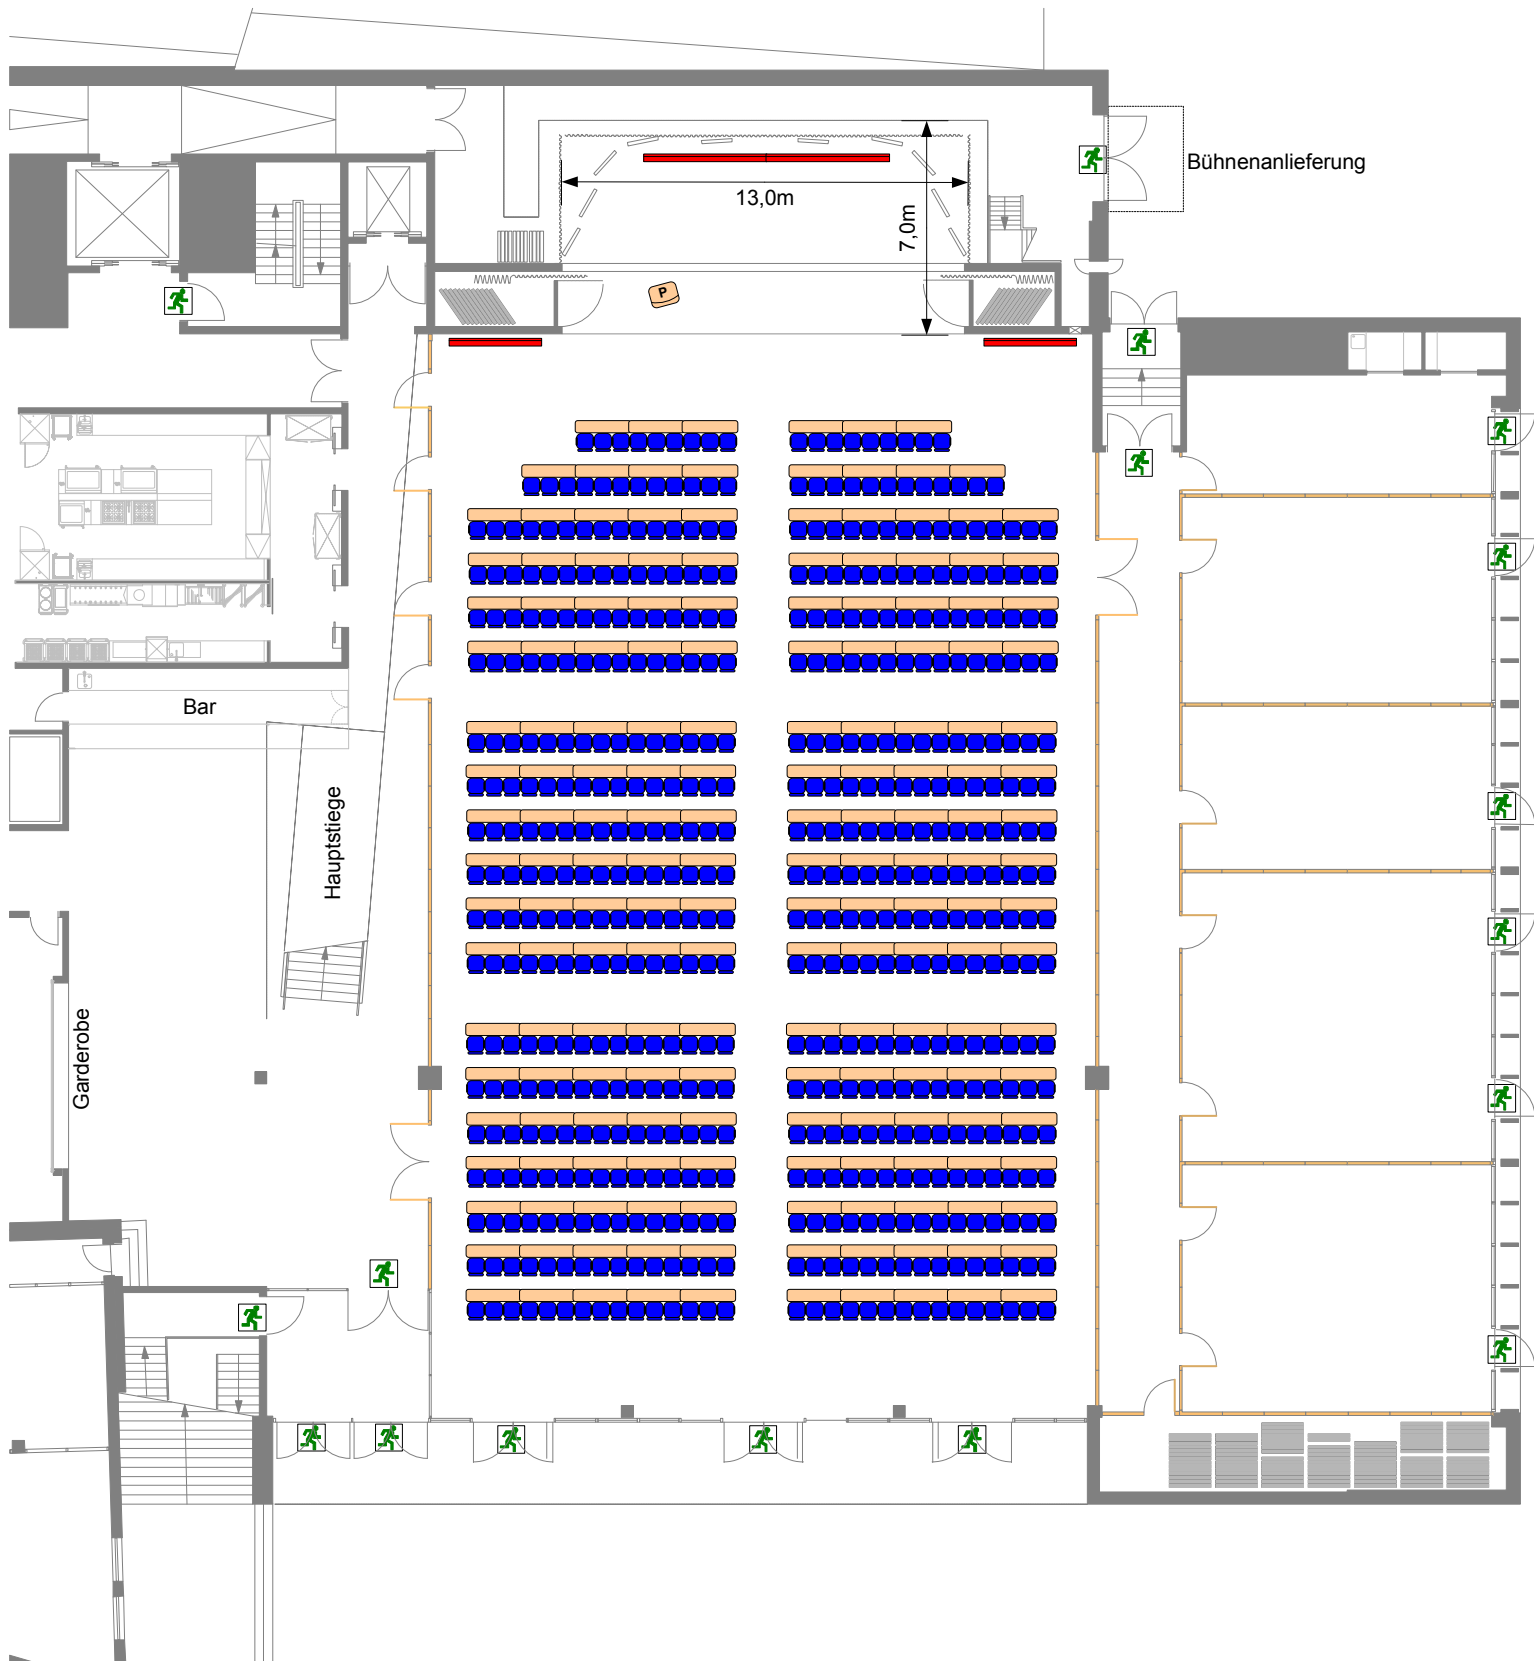 Bühnenanlieferung
13,0m
7,0m
P
Bar
Hauptstiege
Garderobe